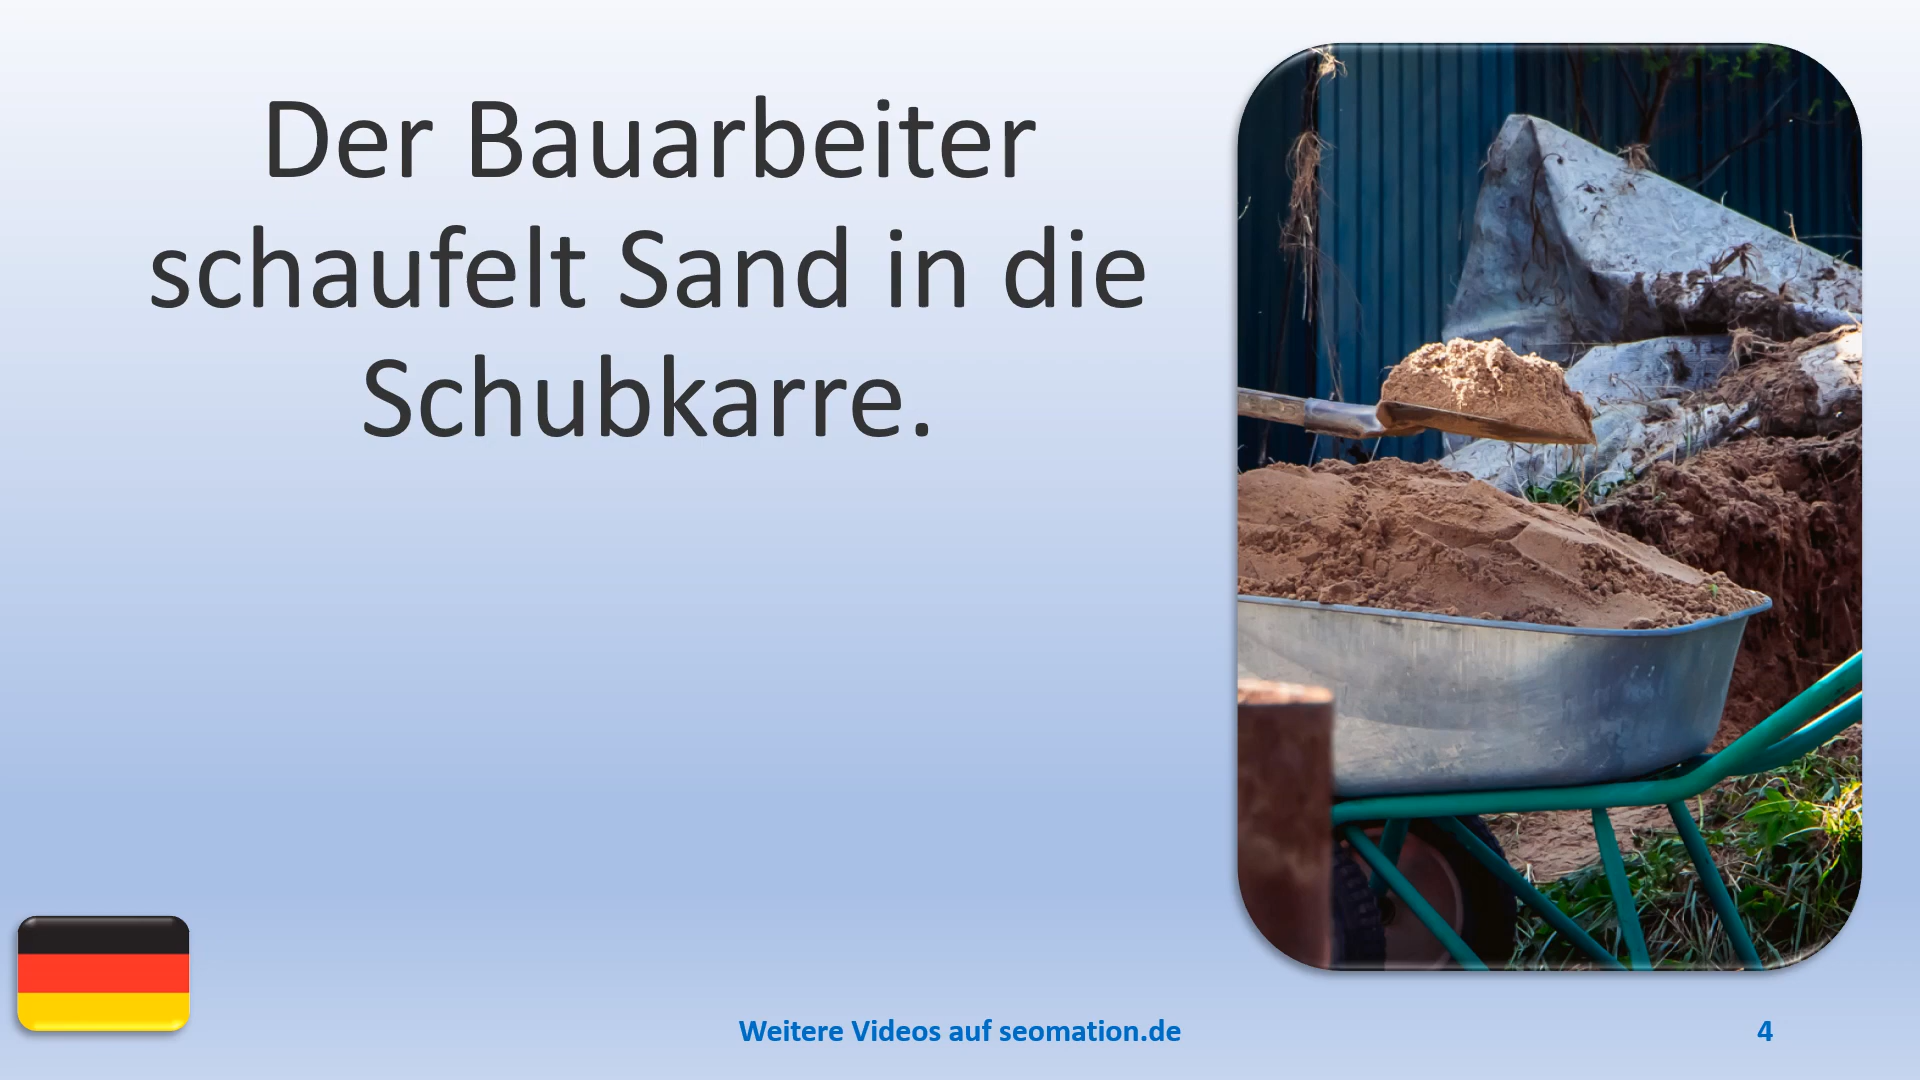 Der Bauarbeiter
schaufelt Sand in die
Schubkarre.
Weitere Videos auf seomation.de
4